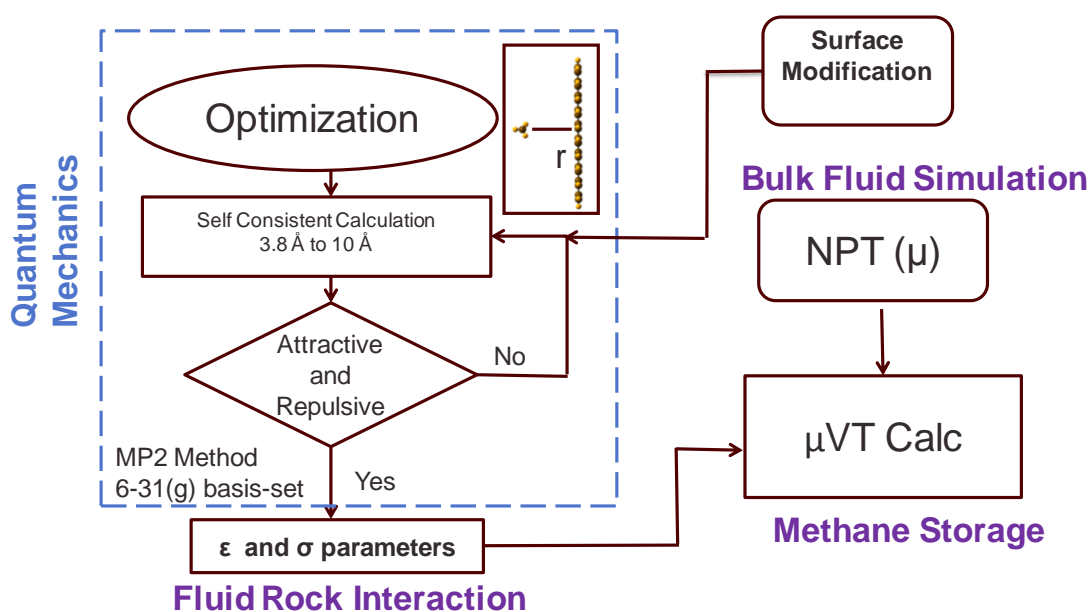 Quantum
Mechanics
Optimization
r
Self Consistent Calculation
3.8 Å to 10 Å
Attractive
and
Repulsive
No
MP2 Method
6-31(g) basis-set
Yes
ε and σ parameters
Fluid Rock Interaction
Surface
Modification
Bulk Fluid Simulation
NPT (μ)
μVT Calc
Methane Storage